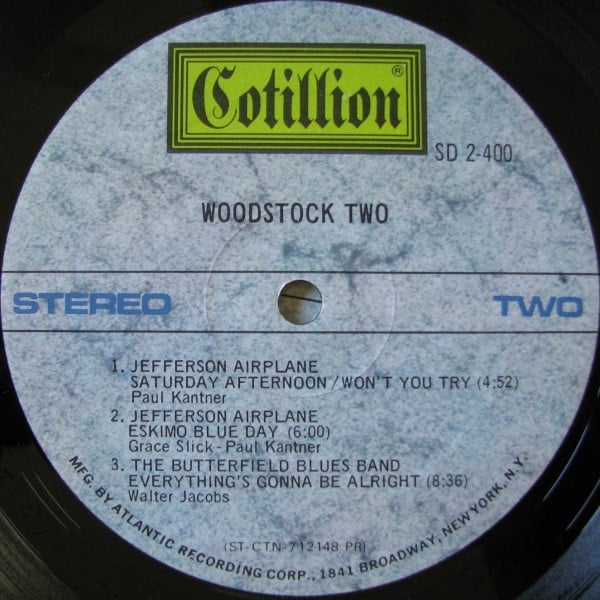 Cotillion®
SD 2-400
WOODSTOCK TWO
STEREO TWO
1. JEFFERSON AIRPLANE
SATURDAY AFTERNOON/WON'T YOU TRY (4:52)
Paul Kantner
2. JEFFERSON AIRPLANE
ESKIMO BLUE DAY (6:00)
Grace Slick - Paul Kantner
3. THE BUTTERFIELD BLUES BAND
EVERYTHING'S GONNA BE ALRIGHT (8:36)
Walter Jacobs
(ST-CTN-712148 PR)
MFG. BY ATLANTIC RECORDING CORP., 1841 BROADWAY, NEW YORK, N.Y.